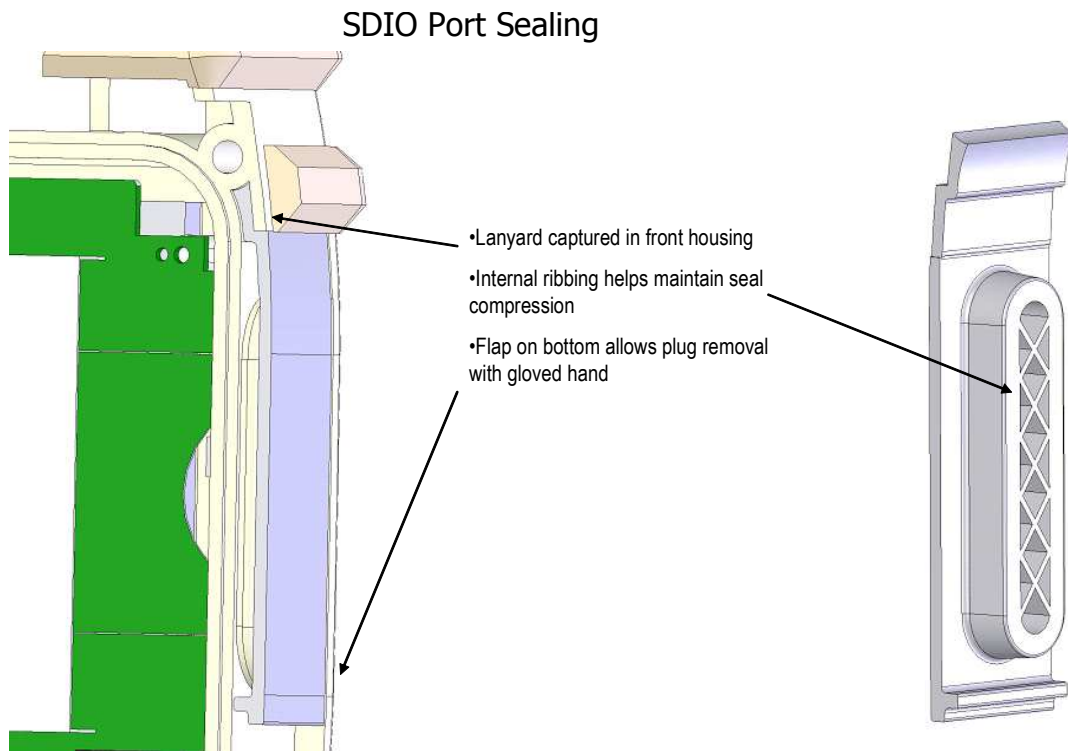 SDIO Port Sealing
•Lanyard captured in front housing
•Internal ribbing helps maintain seal
compression
•Flap on bottom allows plug removal
with gloved hand